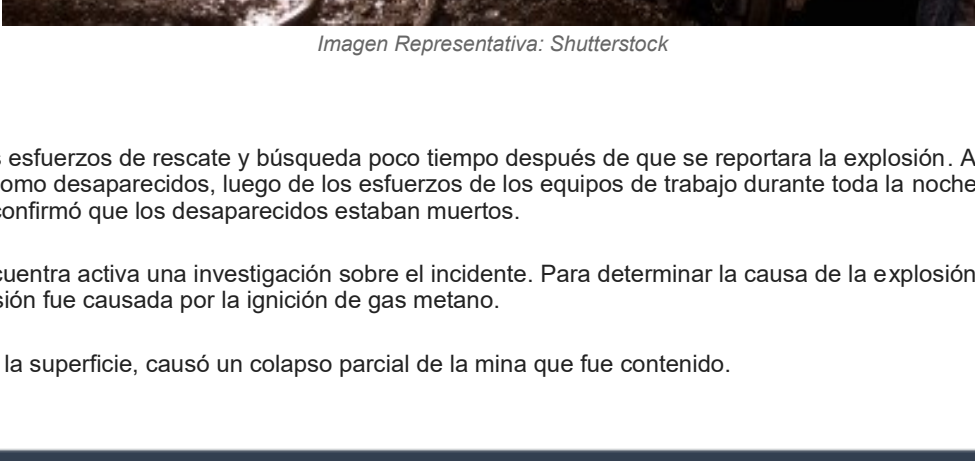 Imagen Representativa: Shutterstock
s esfuerzos de rescate y búsqueda poco tiempo después de que se reportara la explosión. A
omo desaparecidos, luego de los esfuerzos de los equipos de trabajo durante toda la noche
confirmó que los desaparecidos estaban muertos.
cuentra activa una investigación sobre el incidente. Para determinar la causa de la explosión
sión fue causada por la ignición de gas metano.
la superficie, causó un colapso parcial de la mina que fue contenido.